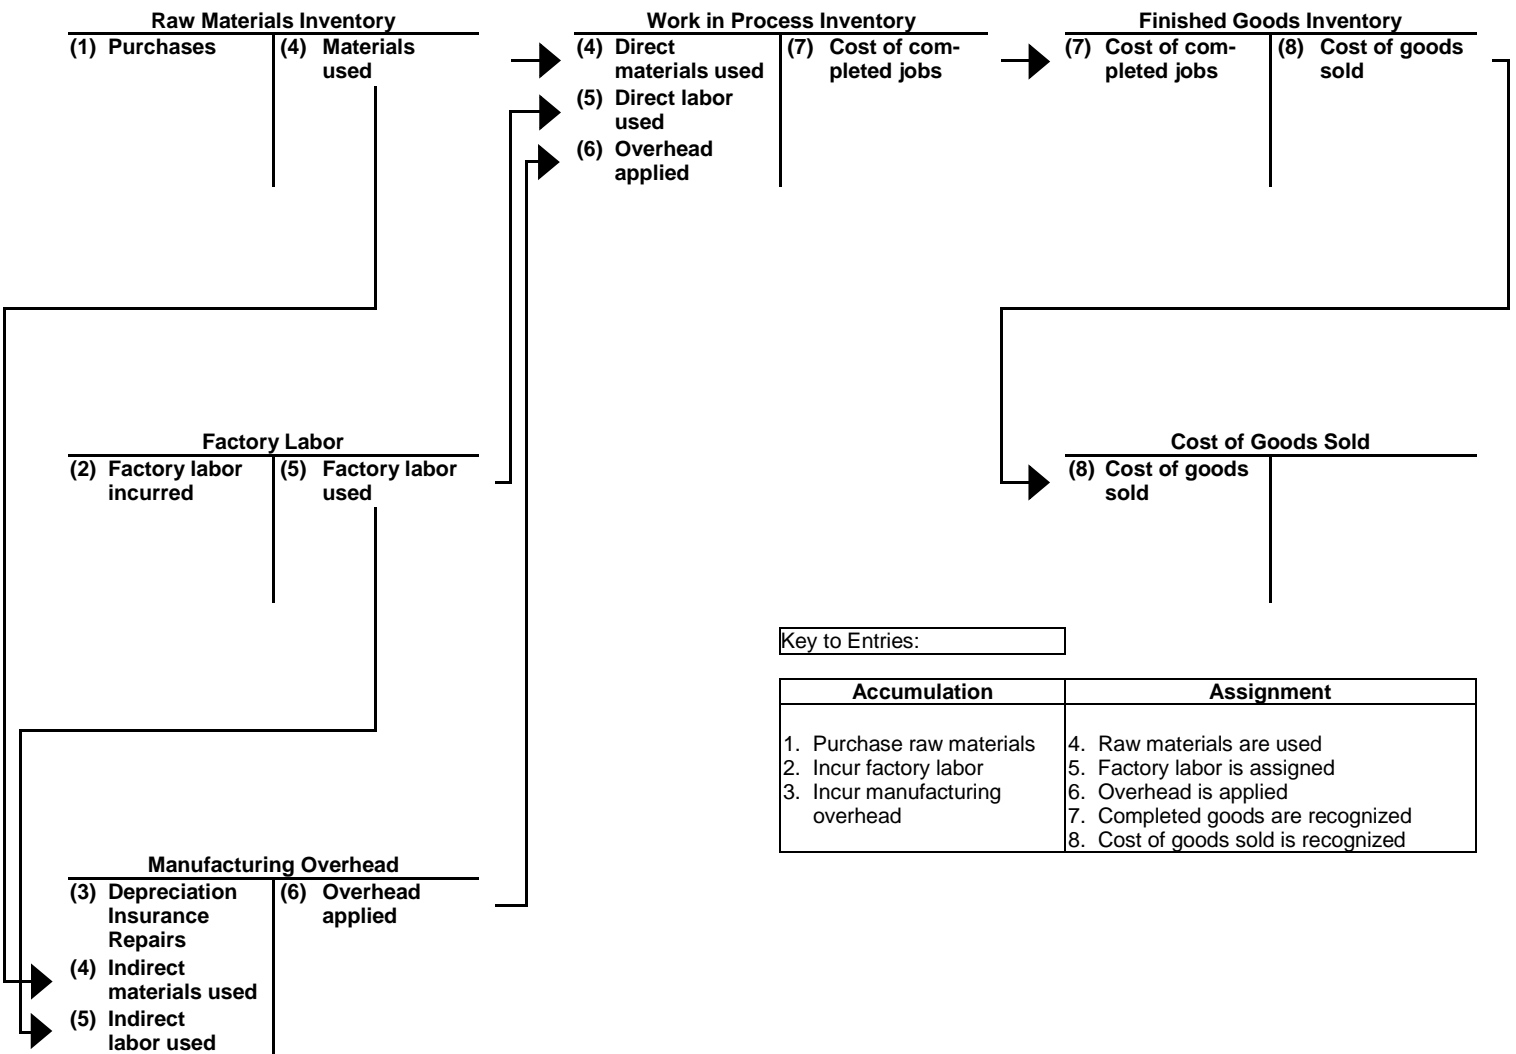 Raw Materials Inventory
(1) Purchases
(4) Materials
used
Work in Process Inventory
(4) Direct
materials used
(5) Direct labor
used
(6) Overhead
applied
(7) Cost of com-
pleted jobs
Finished Goods Inventory
(7) Cost of com-
pleted jobs
(8) Cost of goods
sold
Factory Labor
(2) Factory labor
incurred
(5) Factory labor
used
Cost of Goods Sold
(8) Cost of goods
sold
Key to Entries:
Accumulation
1. Purchase raw materials
2. Incur factory labor
3. Incur manufacturing
overhead
Assignment
4. Raw materials are used
5. Factory labor is assigned
6. Overhead is applied
7. Completed goods are recognized
8. Cost of goods sold is recognized
Manufacturing Overhead
(3) Depreciation
Insurance
Repairs
(4) Indirect
materials used
(5) Indirect
labor used
(6) Overhead
applied